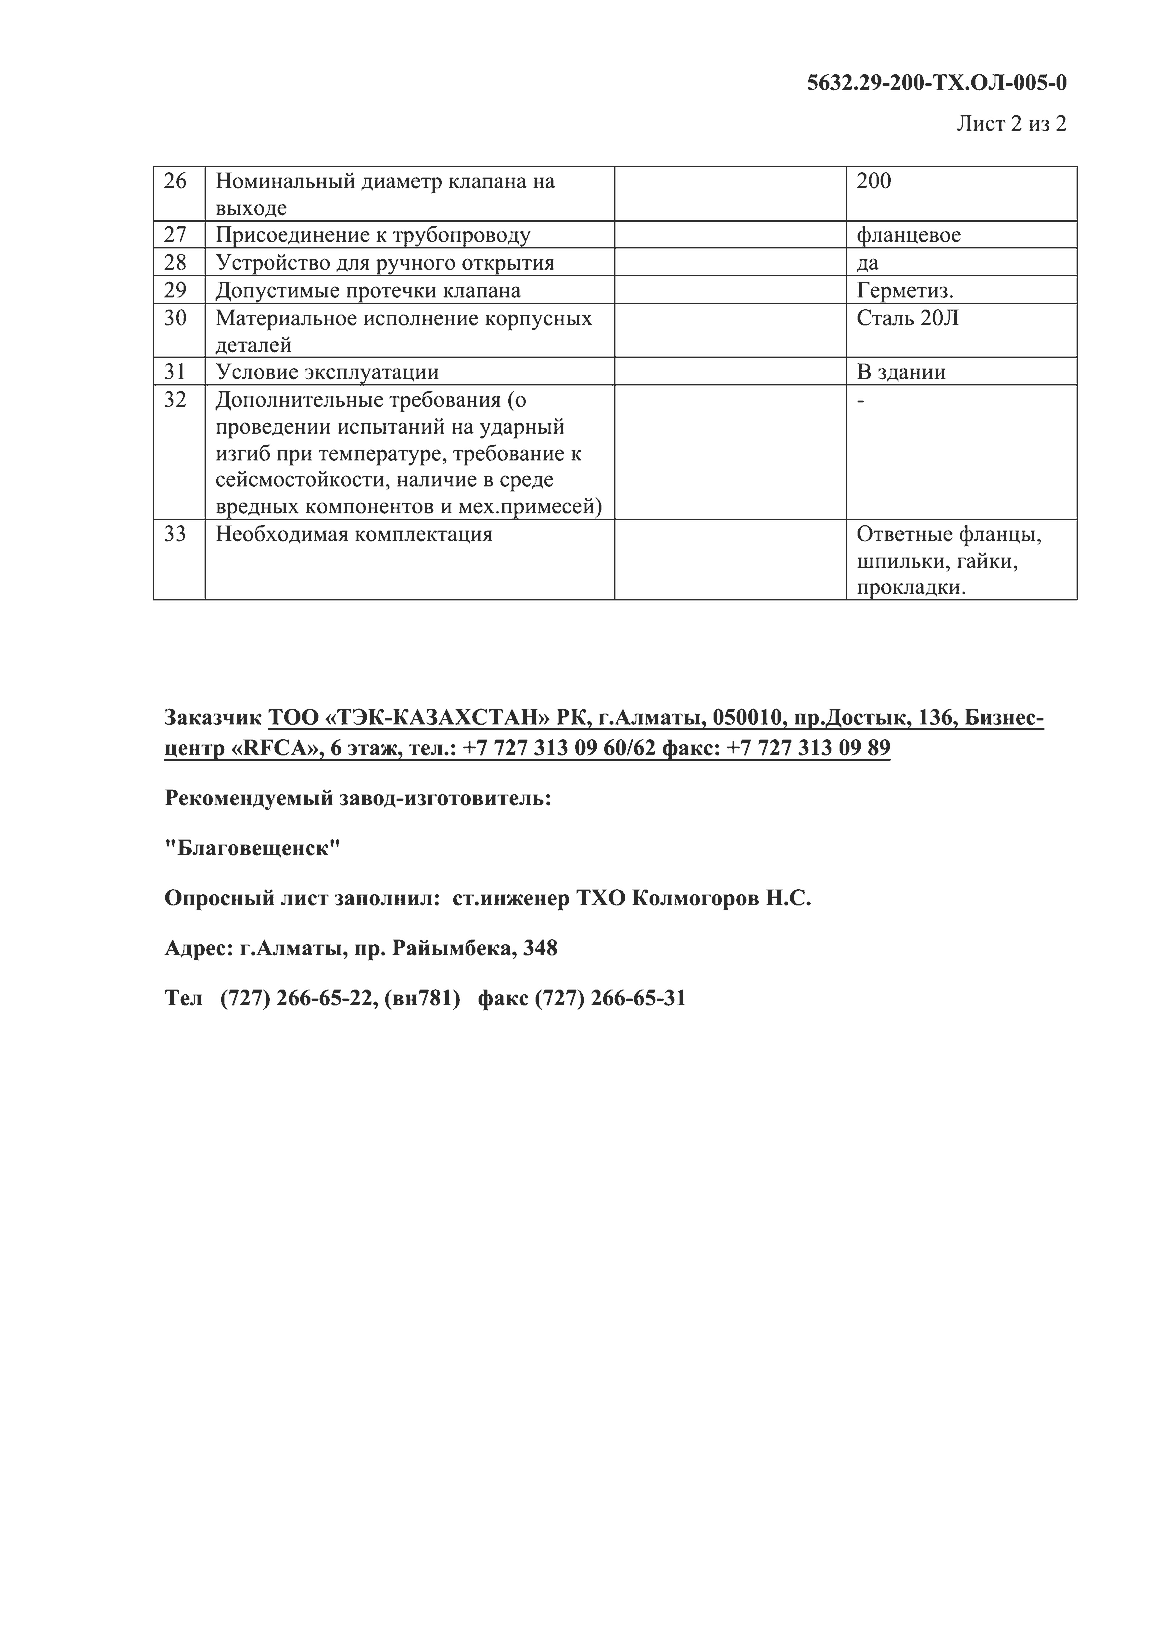 5632.29-200-ТХ.ОЛ-005-0
Лист 2 из 2
26 Номинальный диаметр клапана на 200
выходе
27 Присоединение к трубопроводу фланцевое
28 Устройство для ручного открытия да
29 Допустимые протечки клапана Герметиз.
30 Материальное исполнение корпусных Сталь 20Л
деталей
31 Условие эксплуатации В здании
32 Дополнительные требования (о -
проведении испытаний на ударный
изгиб при температуре, требование к
сейсмостойкости, наличие в среде
вредных компонентов и мех.примесей)
33 Необходимая комплектация Ответные фланцы,
шпильки, гайки,
прокладки.
Заказчик ТОО «ТЭК-КАЗАХСТАН» РК, г.Алматы, 050010, пр.Достык, 136, Бизнес-
центр «RFCA», 6 этаж, тел.: +7 727 313 09 60/62 факс: +7 727 313 09 89
Рекомендуемый завод-изготовитель:
"Благовещенск"
Опросный лист заполнил: ст.инженер ТХО Колмогоров Н.С.
Адрес: г.Алматы, пр. Райымбека, 348
Тел (727) 266-65-22, (вн781) факс (727) 266-65-31